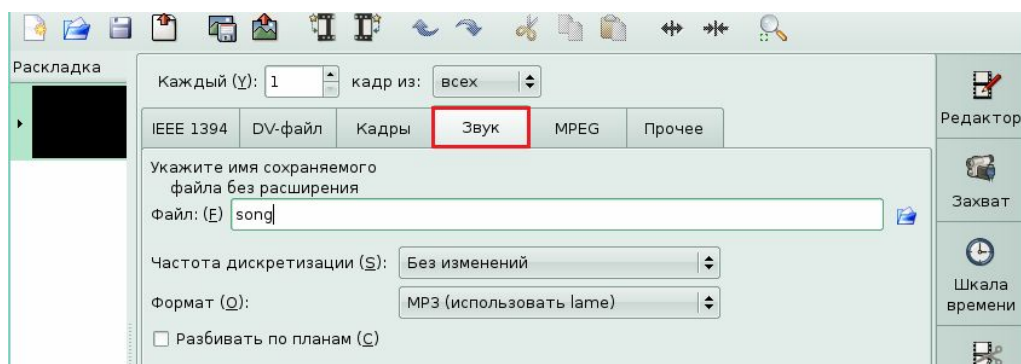 Раскладка
Каждый (Y): 1 кадр из: всех
IEEE 1394 DV-файл Кадры Звук MPEG Прочее
Укажите имя сохраняемого
файла без расширения
Файл: (F) song
Частота дискретизации (S): Без изменений
Формат (O): MP3 (использовать lame)
Разбивать по планам (C)
Редактор
Захват
Шкала
времени